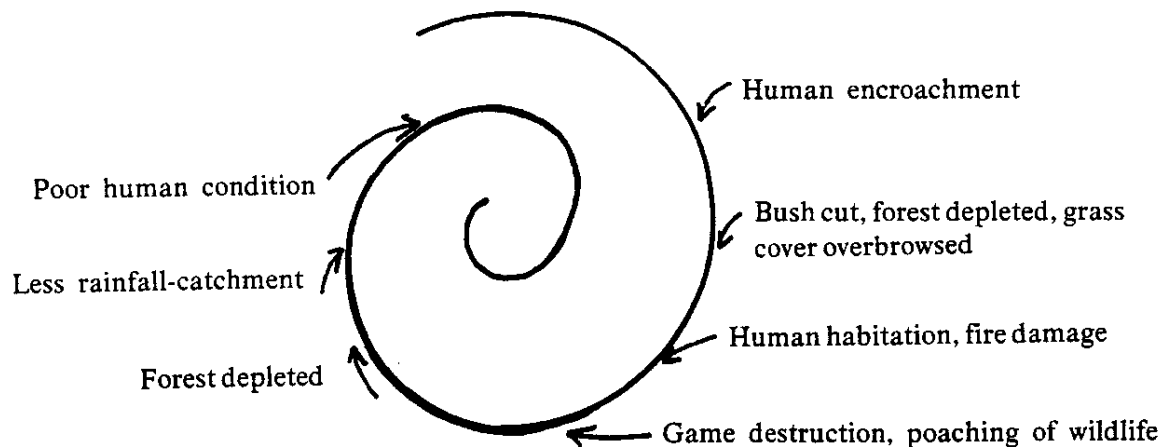 Human encroachment
Poor human condition
Bush cut, forest depleted, grass
cover overbrowsed
Less rainfall-catchment
Human habitation, fire damage
Forest depleted
Game destruction, poaching of wildlife